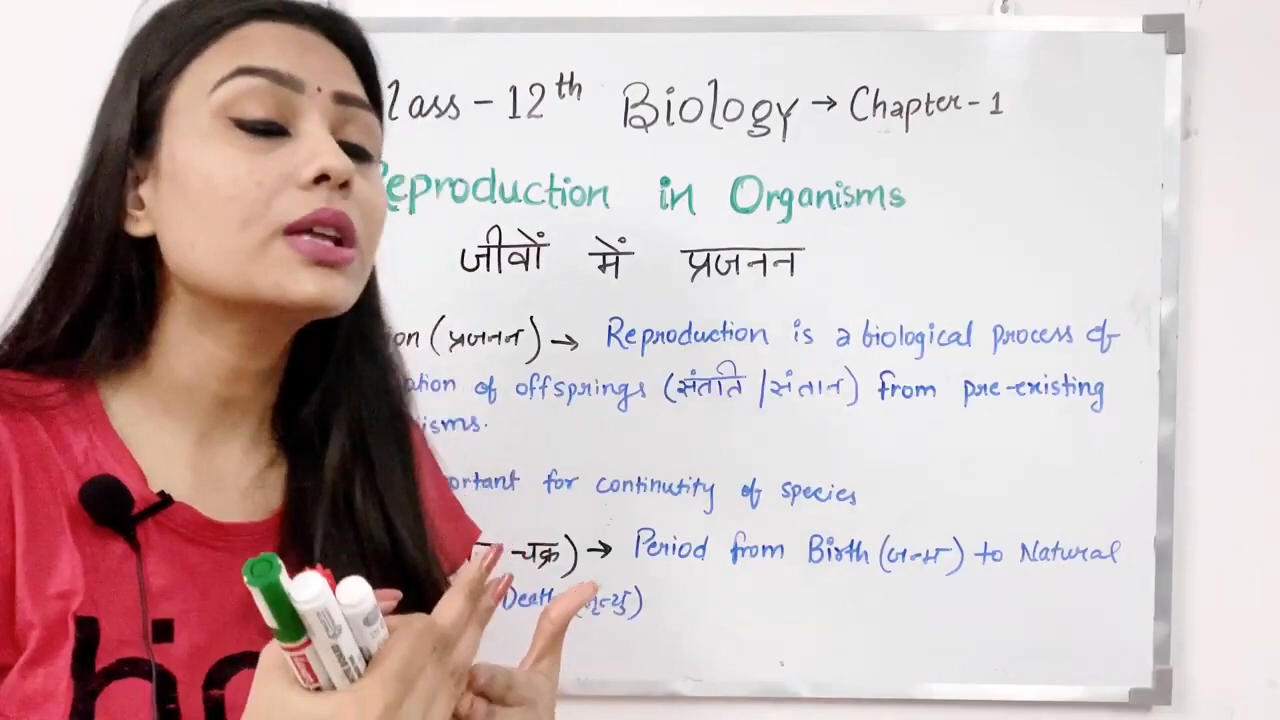 lass - 12th Biology → Chapter - 1
eproduction in Organisms
जीवों में प्रजनन
on (प्रजनन) → Reproduction is a biological process of
ation of offsprings (संतति / संतान) from pre-existing
isms.
ortant for continutity of species
चक्र) → Period from Birth (जन्म) to Natural
Death (मृत्यु)